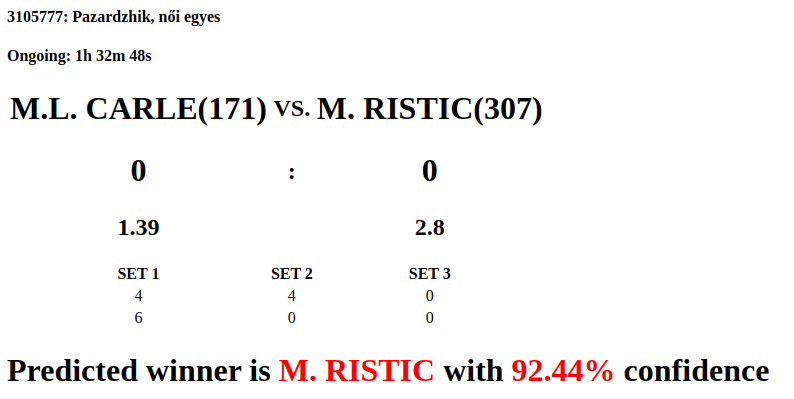 3105777: Pazardzhik, női egyes
Ongoing: 1h 32m 48s
M.L. CARLE(171) VS. M. RISTIC(307)
0 : 0
1.39 2.8
SET 1 SET 2 SET 3
4 4 0
6 0 0
Predicted winner is M. RISTIC with 92.44% confidence